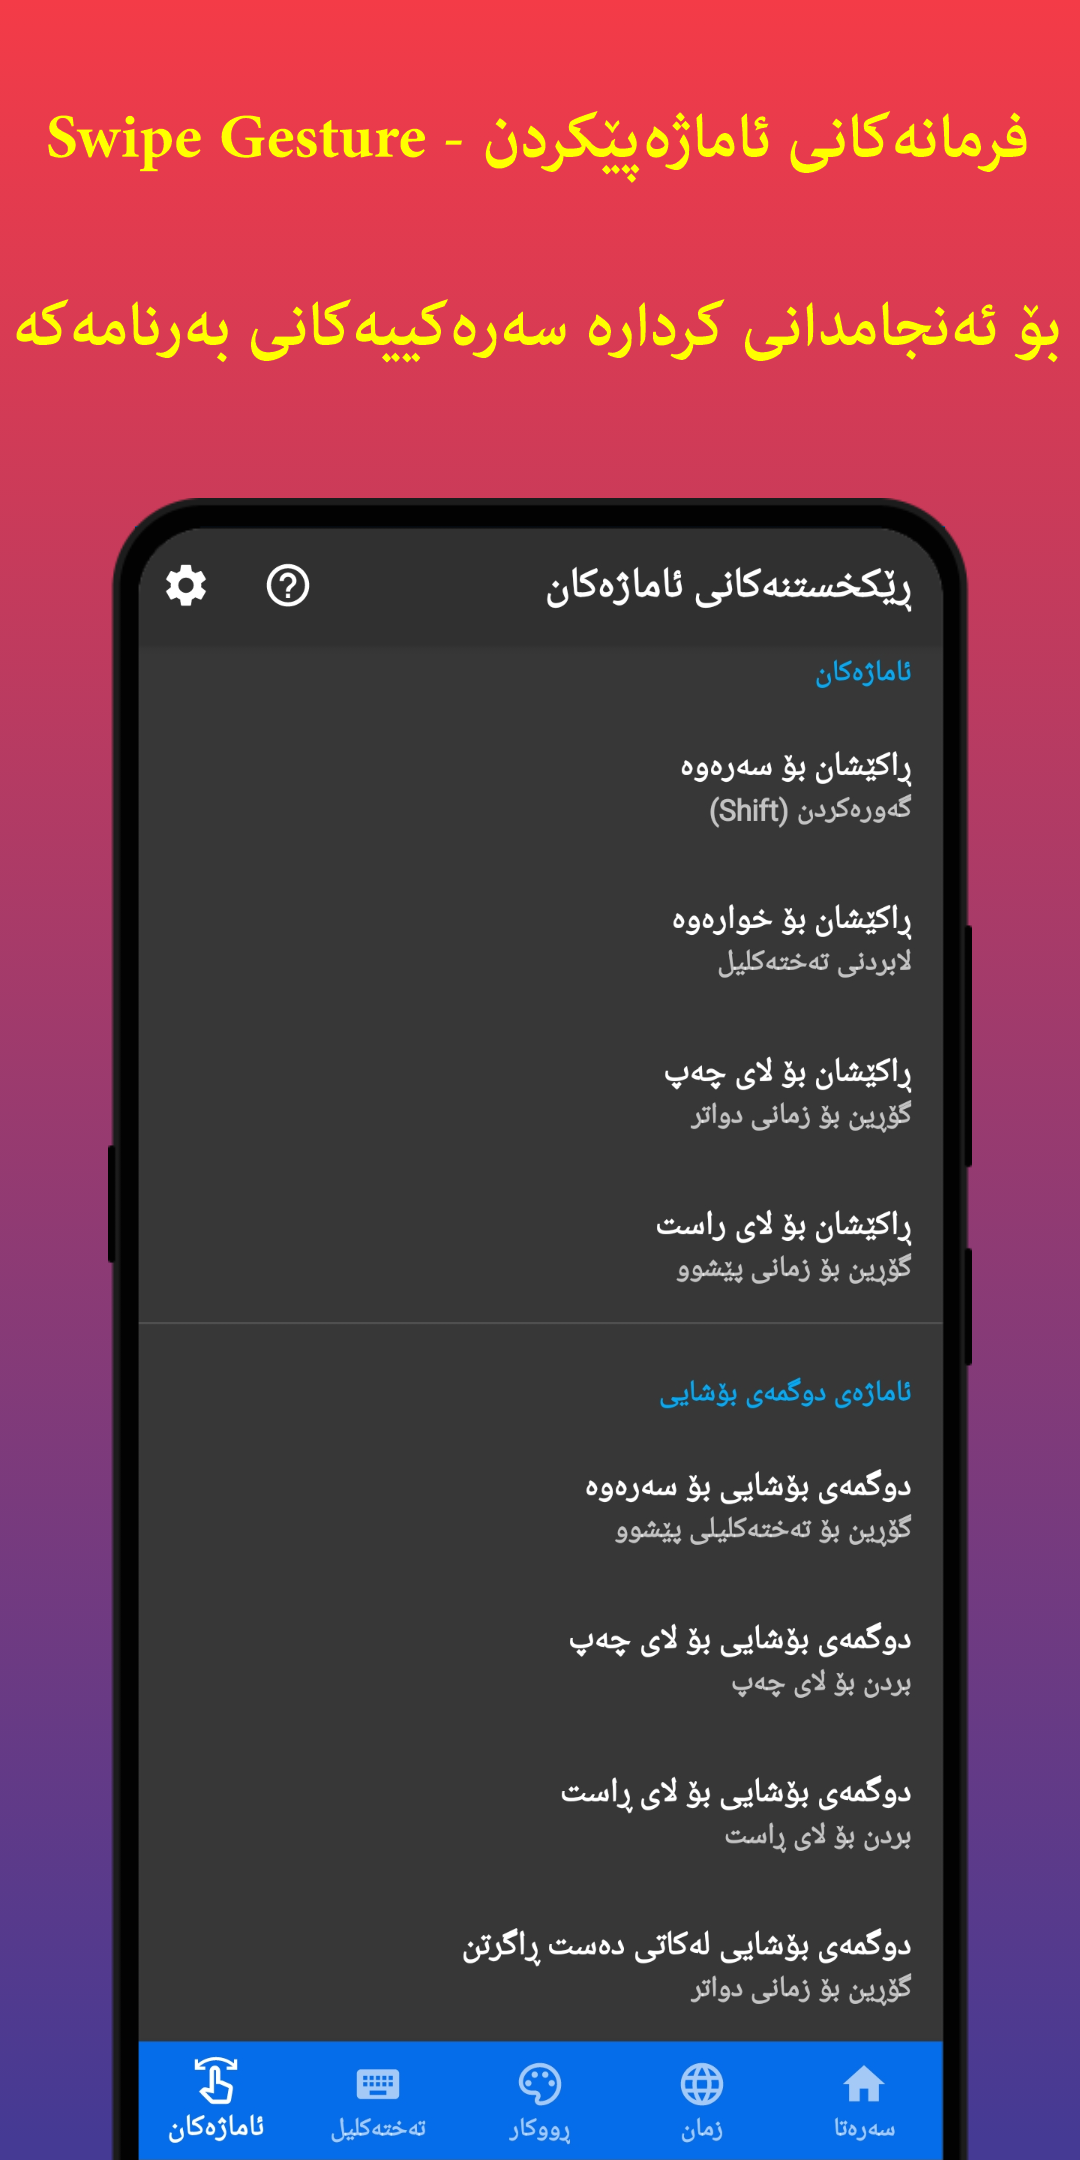 فرمانەکانی ئاماژەپێکردن - Swipe Gesture
بۆ ئەنجامدانی کردارە سەرەکییەکانی بەرنامەکە
ڕێکخستنەکانی ئاماژەکان
ئاماژەکان
ڕاکێشان بۆ سەرەوە
گەورەکردن (Shift)
ڕاکێشان بۆ خوارەوە
لابردنی تەختەکلیل
ڕاکێشان بۆ لای چەپ
گۆڕین بۆ زمانی دواتر
ڕاکێشان بۆ لای راست
گۆڕین بۆ زمانی پێشوو
ئاماژەی دوگمەی بۆشایی
دوگمەی بۆشایی بۆ سەرەوە
گۆڕین بۆ تەختەکلیلی پێشوو
دوگمەی بۆشایی بۆ لای چەپ
بردن بۆ لای چەپ
دوگمەی بۆشایی بۆ لای ڕاست
بردن بۆ لای ڕاست
دوگمەی بۆشایی لەکاتی دەست ڕاگرتن
گۆڕین بۆ زمانی دواتر
سەرەتا
زمان
ڕووکار
تەختەکلیل
ئاماژەکان